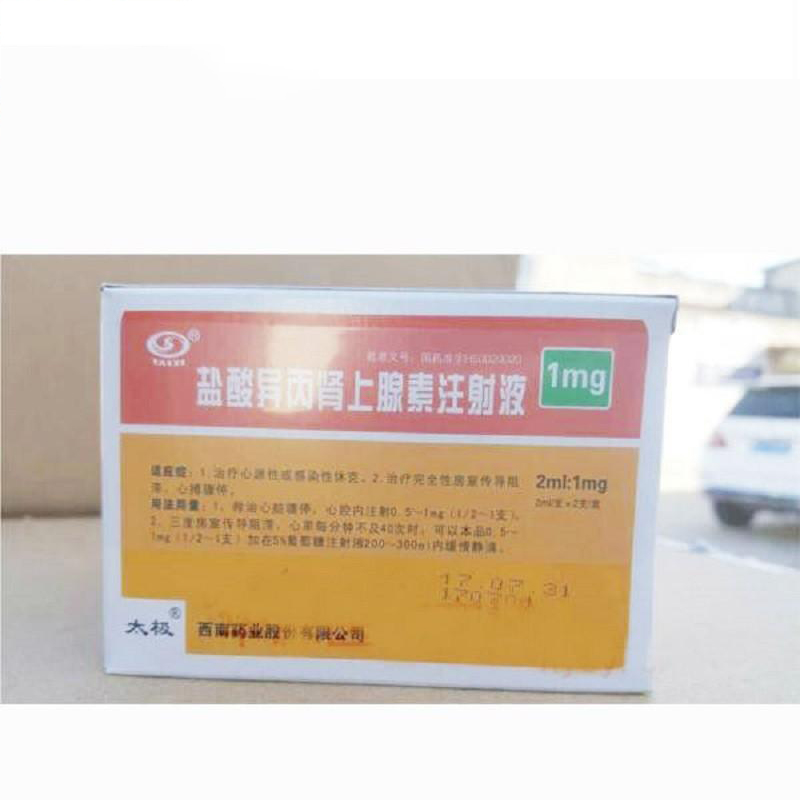 TAIJI®
批准文号:国药准字H50020020
盐酸异丙肾上腺素注射液
1mg
适应症:1.治疗心源性或感染性休克。2.治疗完全性房室传导阻
滞、心搏骤停。
用法用量:1、救治心脏骤停,心腔内注射0.5~1mg(1/2~1支)。
2、三度房室传导阻滞,心率每分钟不及40次时,可以本品0.5~
1mg(1/2~1支)加在5%葡萄糖注射液200~300ml内缓慢静滴。
2ml:1mg
2ml/支×2支/盒
17.07.31
太极®
西南药业股份有限公司